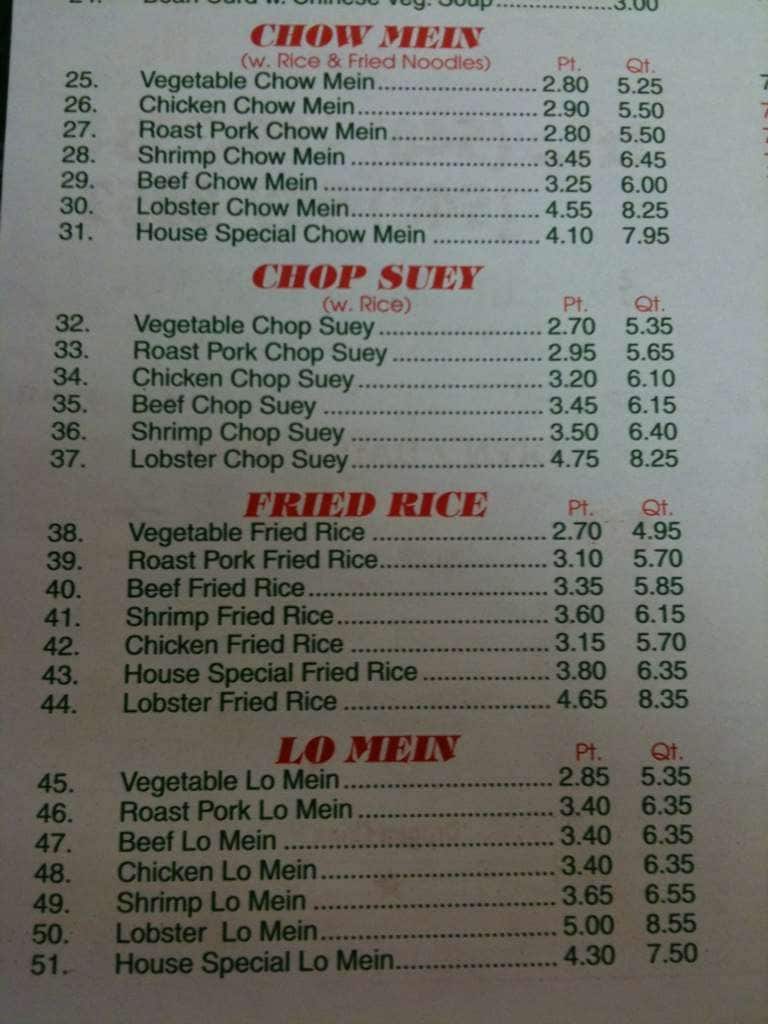 24. Bean Curd w. Chinese Veg. Soup..................3.00
CHOW MEIN
(w. Rice & Fried Noodles) Pt. Qt.
25. Vegetable Chow Mein.......................... 2.80 5.25
26. Chicken Chow Mein............................. 2.90 5.50
27. Roast Pork Chow Mein........................ 2.80 5.50
28. Shrimp Chow Mein .............................. 3.45 6.45
29. Beef Chow Mein ................................... 3.25 6.00
30. Lobster Chow Mein............................... 4.55 8.25
31. House Special Chow Mein ................. 4.10 7.95
CHOP SUEY
(w. Rice) Pt. Qt.
32. Vegetable Chop Suey.......................... 2.70 5.35
33. Roast Pork Chop Suey ........................ 2.95 5.65
34. Chicken Chop Suey.............................. 3.20 6.10
35. Beef Chop Suey ................................... 3.45 6.15
36. Shrimp Chop Suey ............................... 3.50 6.40
37. Lobster Chop Suey............................... 4.75 8.25
FRIED RICE Pt. Qt.
38. Vegetable Fried Rice ............................ 2.70 4.95
39. Roast Pork Fried Rice........................... 3.10 5.70
40. Beef Fried Rice...................................... 3.35 5.85
41. Shrimp Fried Rice.................................. 3.60 6.15
42. Chicken Fried Rice ................................ 3.15 5.70
43. House Special Fried Rice .................... 3.80 6.35
44. Lobster Fried Rice ................................ 4.65 8.35
LO MEIN Pt. Qt.
45. Vegetable Lo Mein................................ 2.85 5.35
46. Roast Pork Lo Mein .............................. 3.40 6.35
47. Beef Lo Mein ......................................... 3.40 6.35
48. Chicken Lo Mein.................................... 3.40 6.35
49. Shrimp Lo Mein ..................................... 3.65 6.55
50. Lobster Lo Mein.................................... 5.00 8.55
51. House Special Lo Mein........................ 4.30 7.50